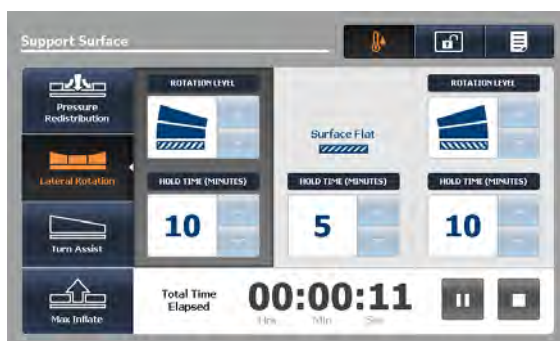 Support Surface
Pressure
Redistribution
Lateral Rotation
Turn Assist
Max Inflate
ROTATION LEVEL
Surface Flat
ROTATION LEVEL
HOLD TIME (MINUTES)
HOLD TIME (MINUTES)
HOLD TIME (MINUTES)
10
5
10
Total Time
Elapsed
00:00:11
Hrs Min Sec